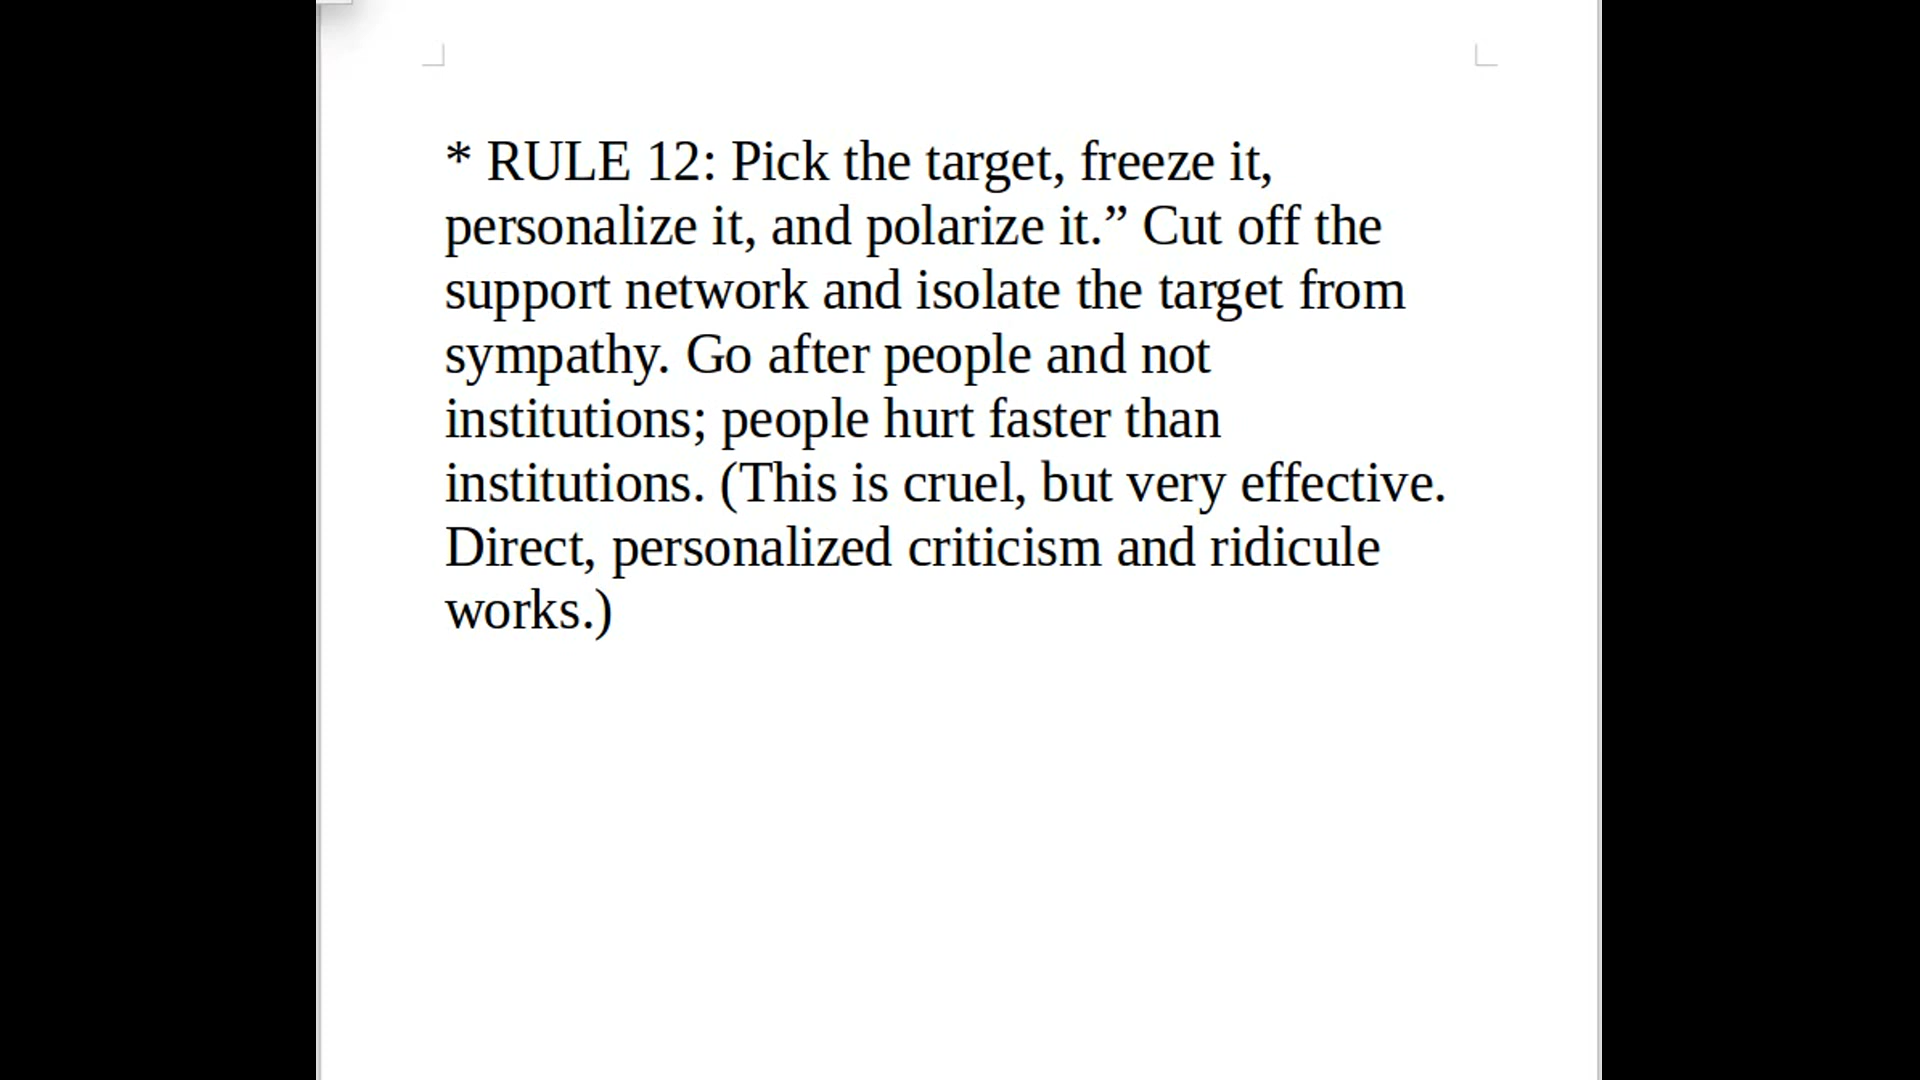 * RULE 12: Pick the target, freeze it,
personalize it, and polarize it.” Cut off the
support network and isolate the target from
sympathy. Go after people and not
institutions; people hurt faster than
institutions. (This is cruel, but very effective.
Direct, personalized criticism and ridicule
works.)